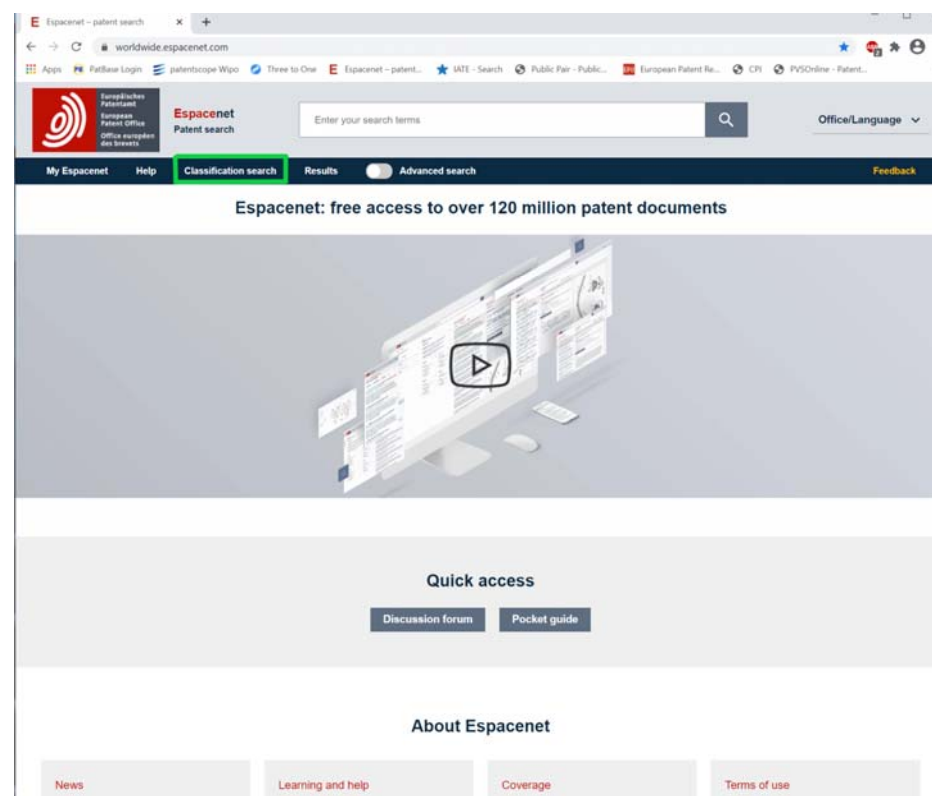 Espacenet – patent search
worldwide.espacenet.com
Apps PatBase Login patentscope Wipo Three to One Espacenet – patent... IATE - Search Public Pair - Public... European Patent Re... CPI PVSOnline - Patent...
Europäisches
Patentamt
European
Patent Office
Office européen
des brevets
Espacenet
Patent search
Enter your search terms
Office/Language
My Espacenet Help Classification search Results Advanced search Feedback
Espacenet: free access to over 120 million patent documents
Quick access
Discussion forum Pocket guide
About Espacenet
News Learning and help Coverage Terms of use